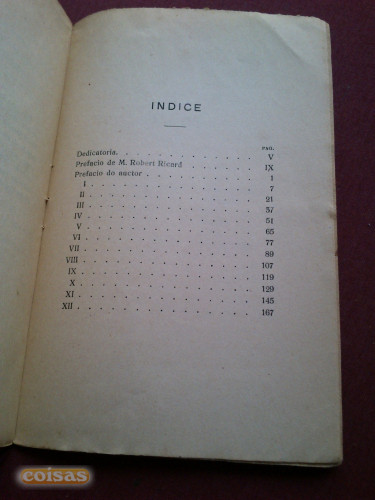 INDICE
PAG.
Dedicatoria. . . . . . . . . . . . . V
Prefacio de M. Robert Ricard . . . . . . . IX
Prefacio do auctor . . . . . . . . . . 1
I . . . . . . . . . . . . . . 7
II . . . . . . . . . . . . . . 21
III . . . . . . . . . . . . . . 37
IV . . . . . . . . . . . . . . 51
V . . . . . . . . . . . . . . 65
VI . . . . . . . . . . . . . . 77
VII . . . . . . . . . . . . . . 89
VIII . . . . . . . . . . . . . . 107
IX . . . . . . . . . . . . . . 119
X . . . . . . . . . . . . . . 129
XI . . . . . . . . . . . . . . 145
XII . . . . . . . . . . . . . . 167
coisas